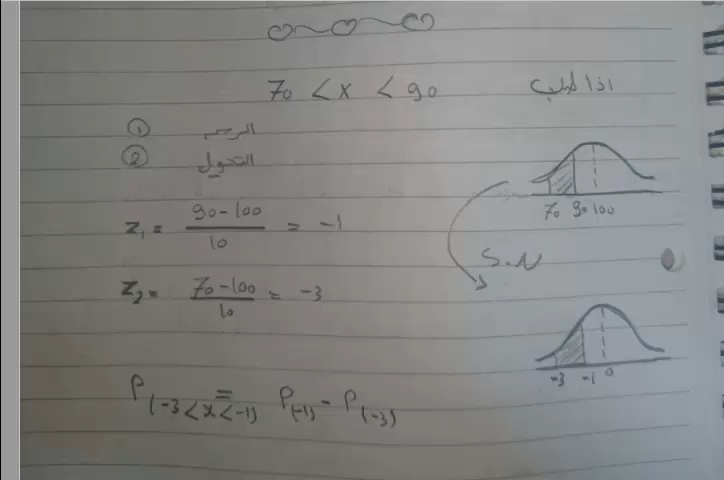 اذا طلب 70 < x < 90
① الرسم
② التحويل
70 90 100
Z₁ = 90-100 / 10 = -1
S.N
Z₂ = 70-100 / 10 = -3
-3 -1 0
P(-3<x<-1) = P(-1) - P(-3)